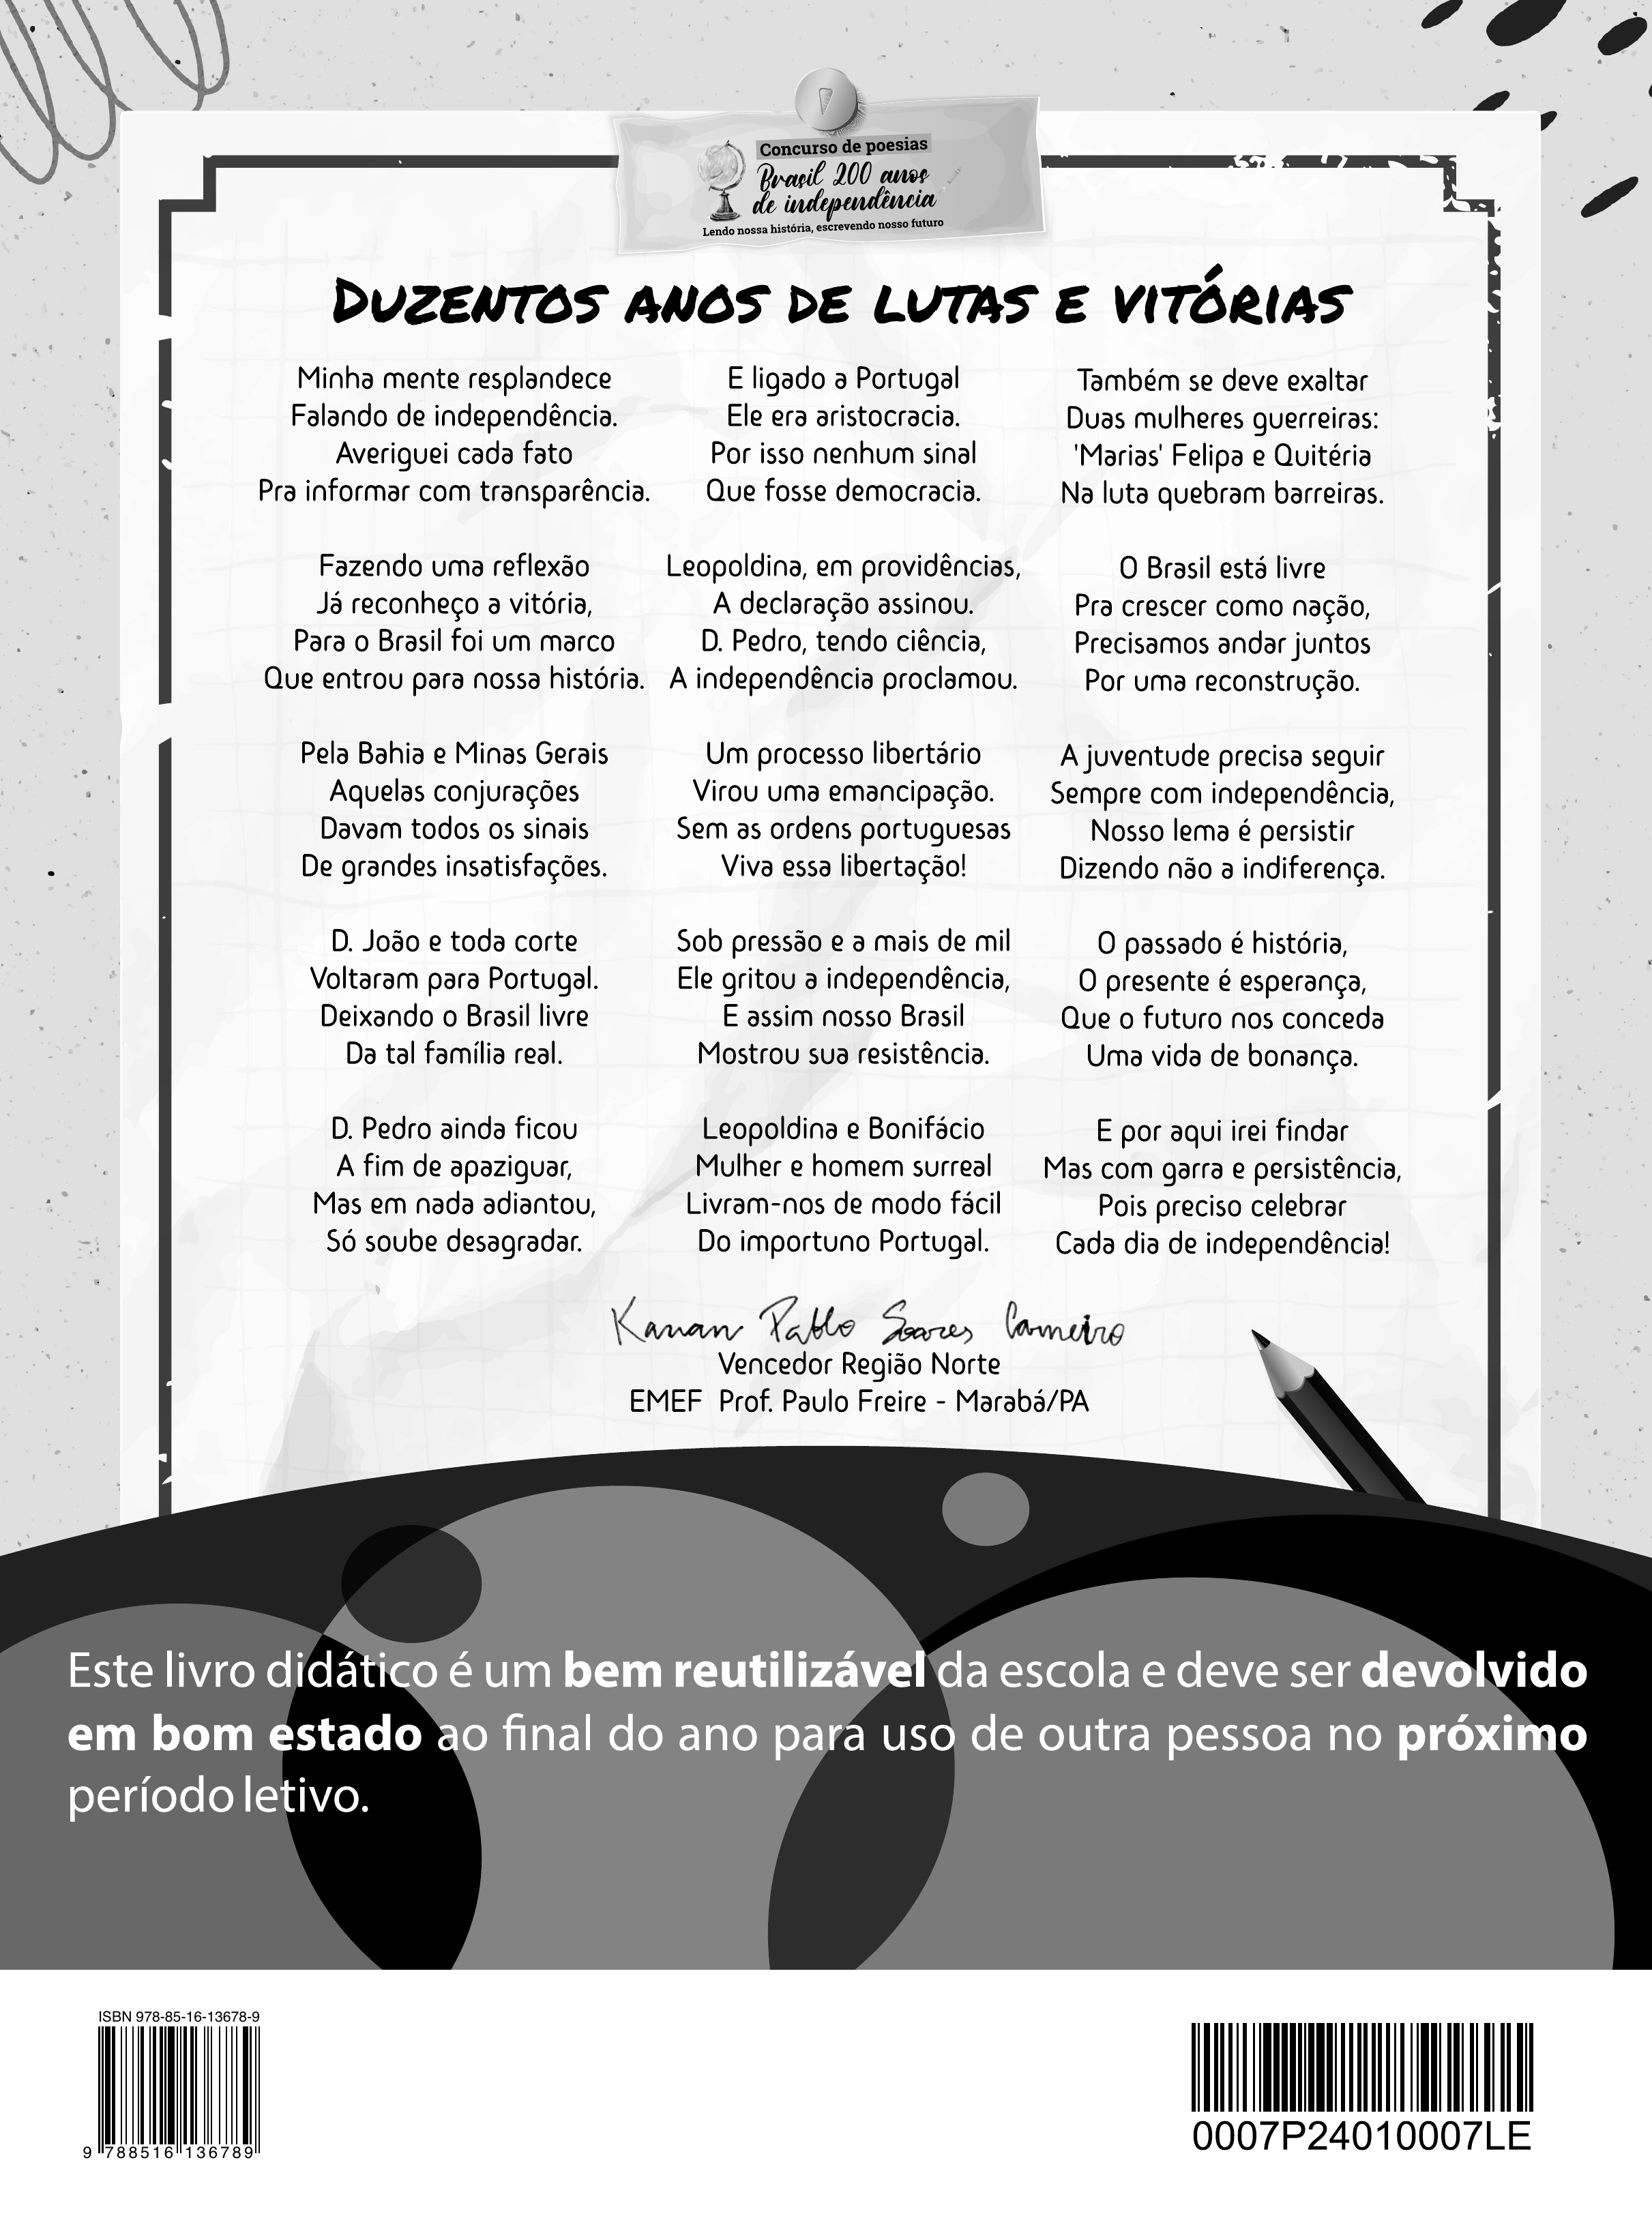 Concurso de poesias
Brasil 200 anos
de independência
Lendo nossa história, escrevendo nosso futuro
DUZENTOS ANOS DE LUTAS E VITÓRIAS
Minha mente resplandece
Falando de independência.
Averiguei cada fato
Pra informar com transparência.
Fazendo uma reflexão
Já reconheço a vitória,
Para o Brasil foi um marco
Que entrou para nossa história.
Pela Bahia e Minas Gerais
Aquelas conjurações
Davam todos os sinais
De grandes insatisfações.
D. João e toda corte
Voltaram para Portugal.
Deixando o Brasil livre
Da tal família real.
D. Pedro ainda ficou
A fim de apaziguar,
Mas em nada adiantou,
Só soube desagradar.
E ligado a Portugal
Ele era aristocracia.
Por isso nenhum sinal
Que fosse democracia.
Leopoldina, em providências,
A declaração assinou.
D. Pedro, tendo ciência,
A independência proclamou.
Um processo libertário
Virou uma emancipação.
Sem as ordens portuguesas
Viva essa libertação!
Sob pressão e a mais de mil
Ele gritou a independência,
E assim nosso Brasil
Mostrou sua resistência.
Leopoldina e Bonifácio
Mulher e homem surreal
Livram-nos de modo fácil
Do importuno Portugal.
Também se deve exaltar
Duas mulheres guerreiras:
'Marias' Felipa e Quitéria
Na luta quebram barreiras.
O Brasil está livre
Pra crescer como nação,
Precisamos andar juntos
Por uma reconstrução.
A juventude precisa seguir
Sempre com independência,
Nosso lema é persistir
Dizendo não a indiferença.
O passado é história,
O presente é esperança,
Que o futuro nos conceda
Uma vida de bonança.
E por aqui irei findar
Mas com garra e persistência,
Pois preciso celebrar
Cada dia de independência!
Kauan Pablo Soares Carneiro
Vencedor Região Norte
EMEF Prof. Paulo Freire - Marabá/PA
Este livro didático é um bem reutilizável da escola e deve ser devolvido
em bom estado ao final do ano para uso de outra pessoa no próximo
período letivo.
ISBN 978-85-16-13678-9
9 788516 136789
0007P24010007LE